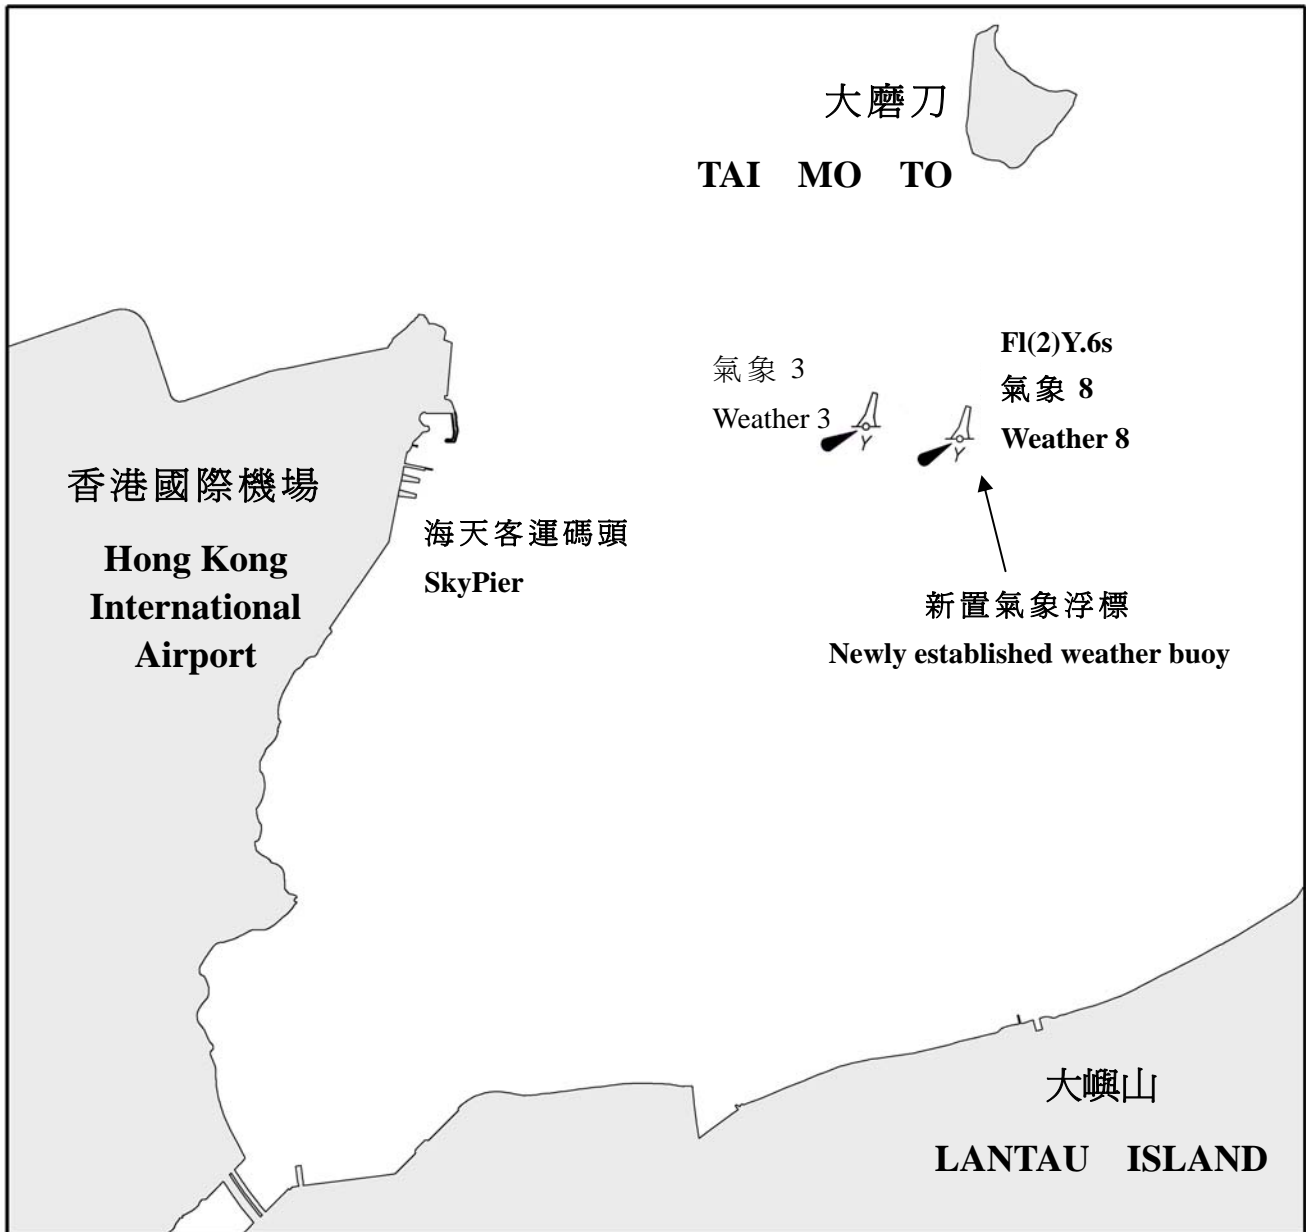 大磨刀
TAI MO TO
Fl(2)Y.6s
氣象 3
氣象 8
Weather 3
Weather 8
Y
Y
香港國際機場
Hong Kong
International
Airport
海天客運碼頭
SkyPier
新置氣象浮標
Newly established weather buoy
大嶼山
LANTAU ISLAND